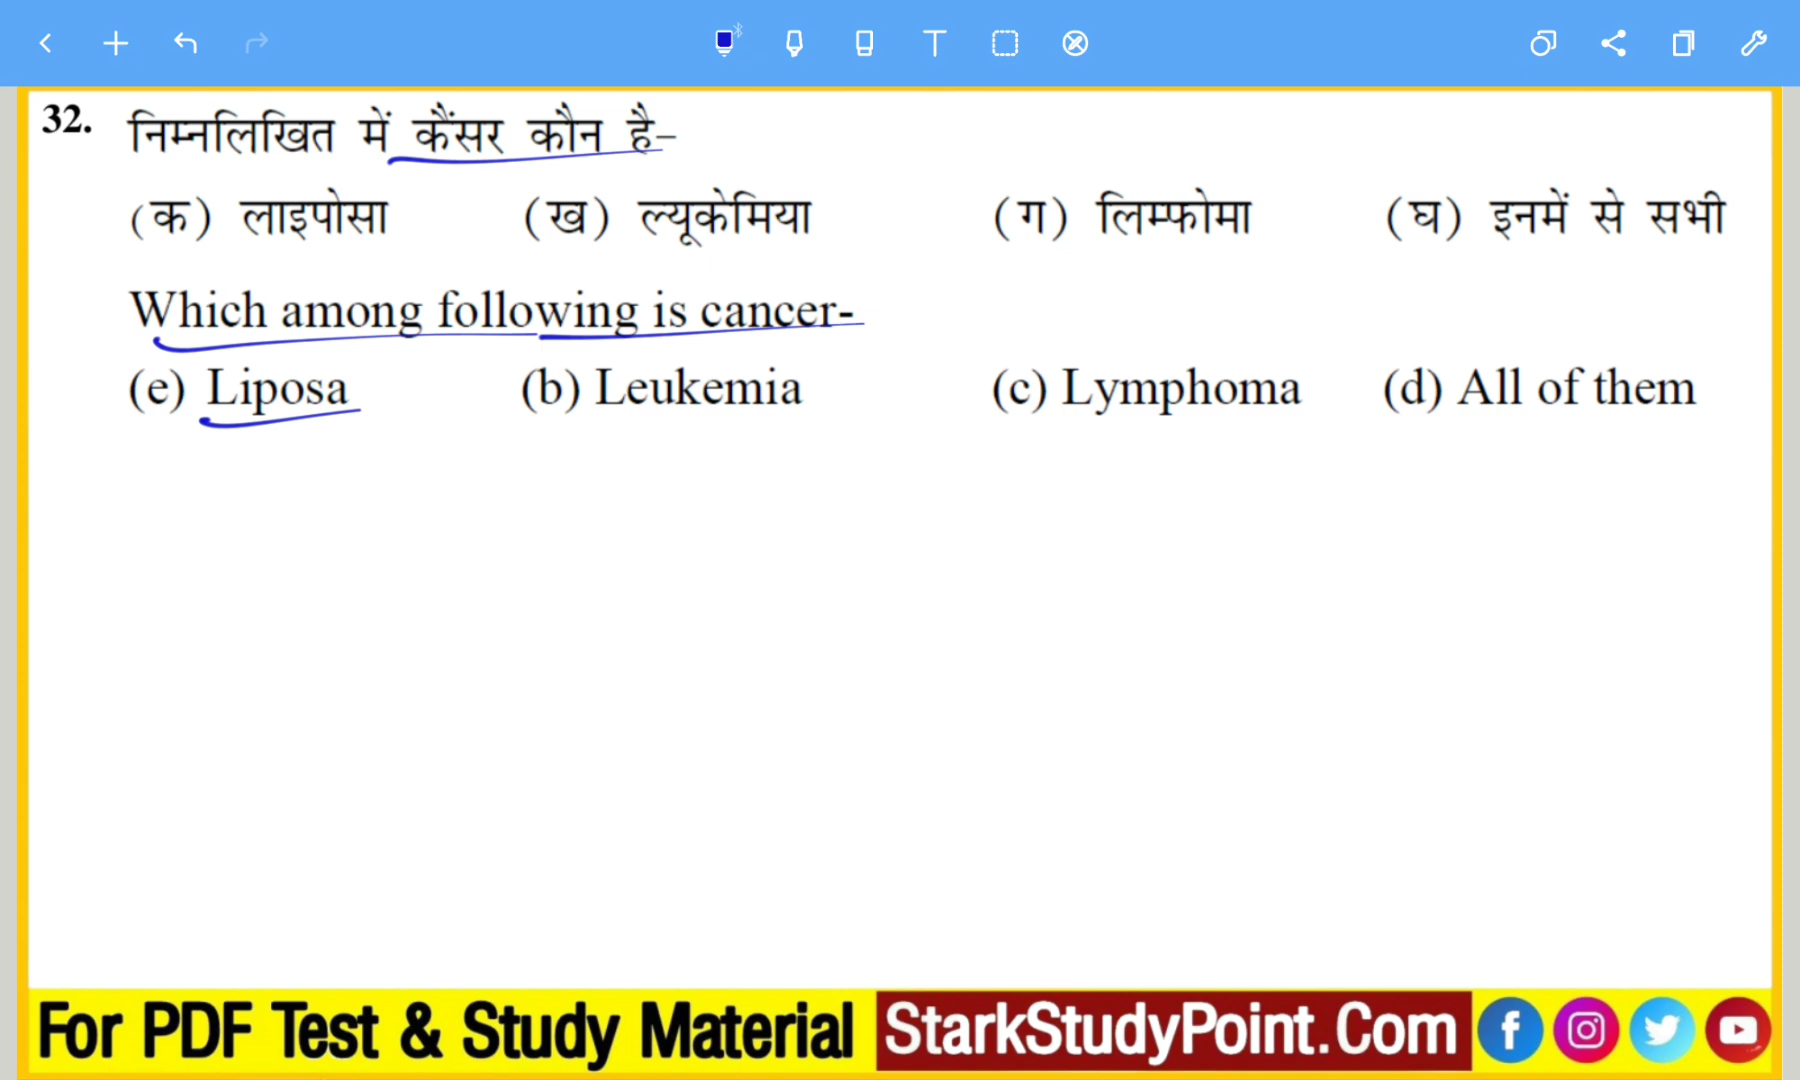 32. निम्नलिखित में कैंसर कौन है–
(क) लाइपोसा (ख) ल्यूकेमिया (ग) लिम्फोमा (घ) इनमें से सभी
Which among following is cancer-
(e) Liposa (b) Leukemia (c) Lymphoma (d) All of them
For PDF Test & Study Material StarkStudyPoint.Com